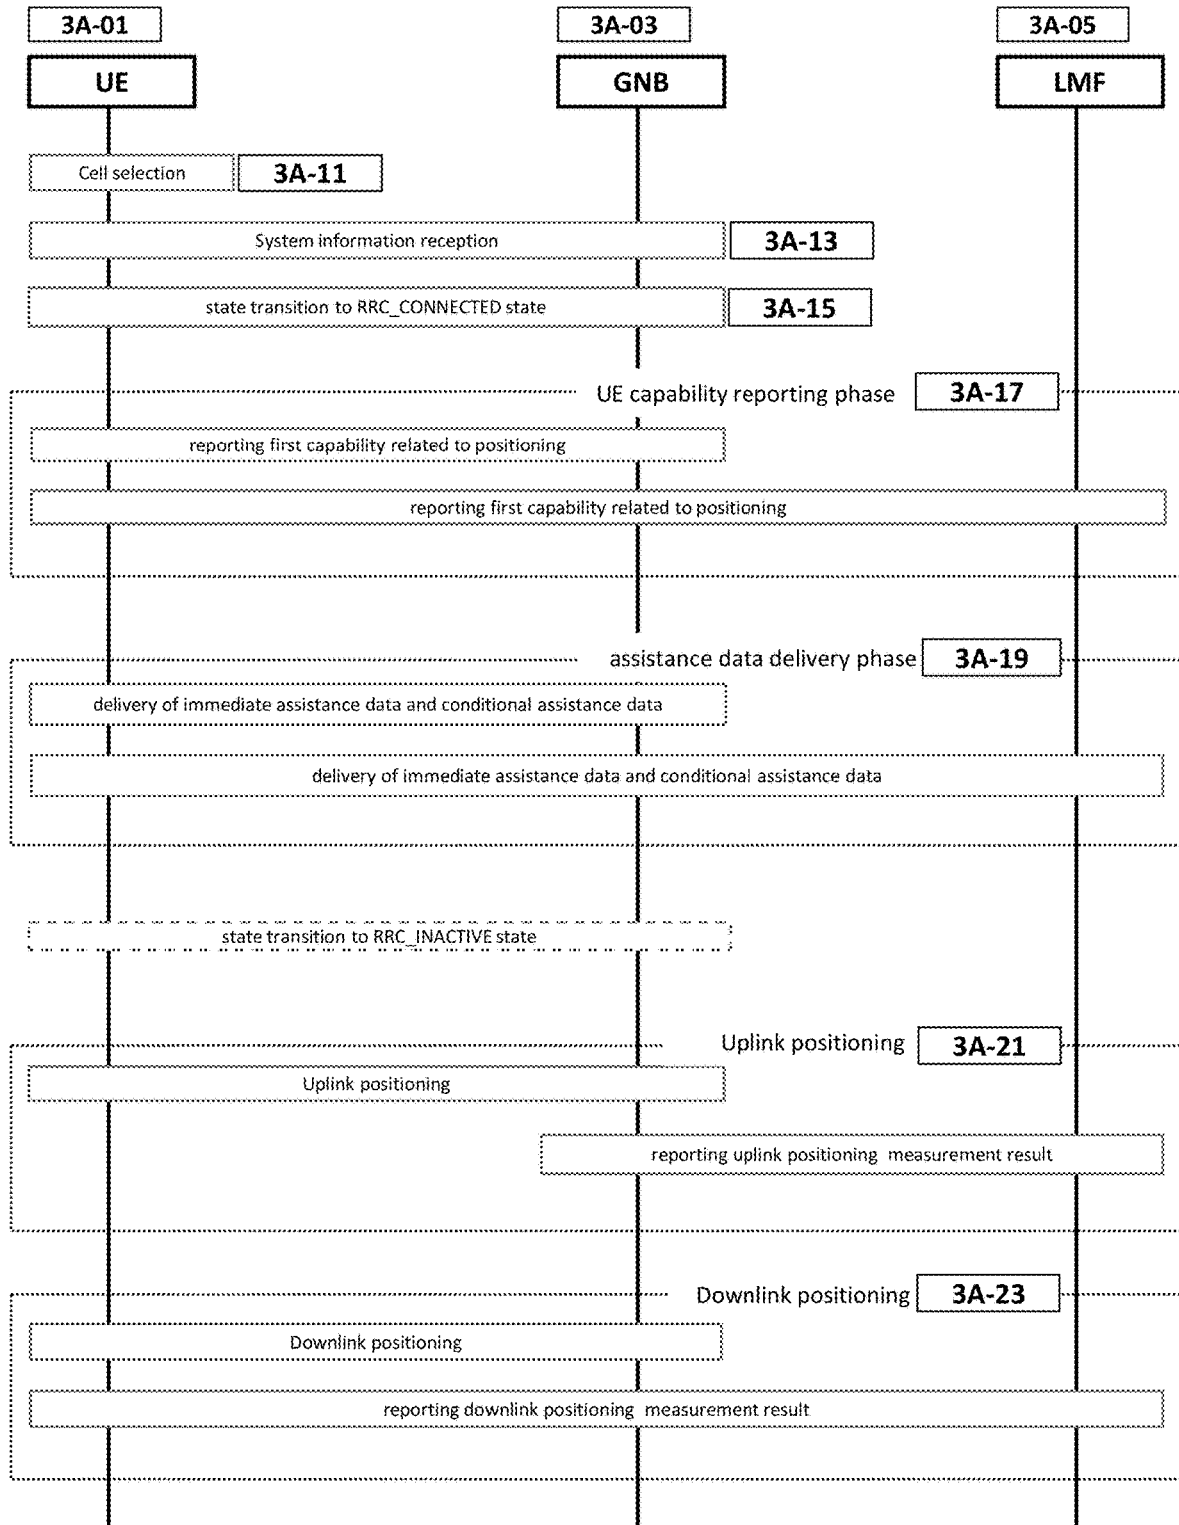 3A-01
3A-03
3A-05
UE
GNB
LMF
Cell selection
3A-11
System information reception
3A-13
state transition to RRC_CONNECTED state
3A-15
UE capability reporting phase
3A-17
reporting first capability related to positioning
reporting first capability related to positioning
assistance data delivery phase
3A-19
delivery of immediate assistance data and conditional assistance data
delivery of immediate assistance data and conditional assistance data
state transition to RRC_INACTIVE state
Uplink positioning
3A-21
Uplink positioning
reporting uplink positioning measurement result
Downlink positioning
3A-23
Downlink positioning
reporting downlink positioning measurement result